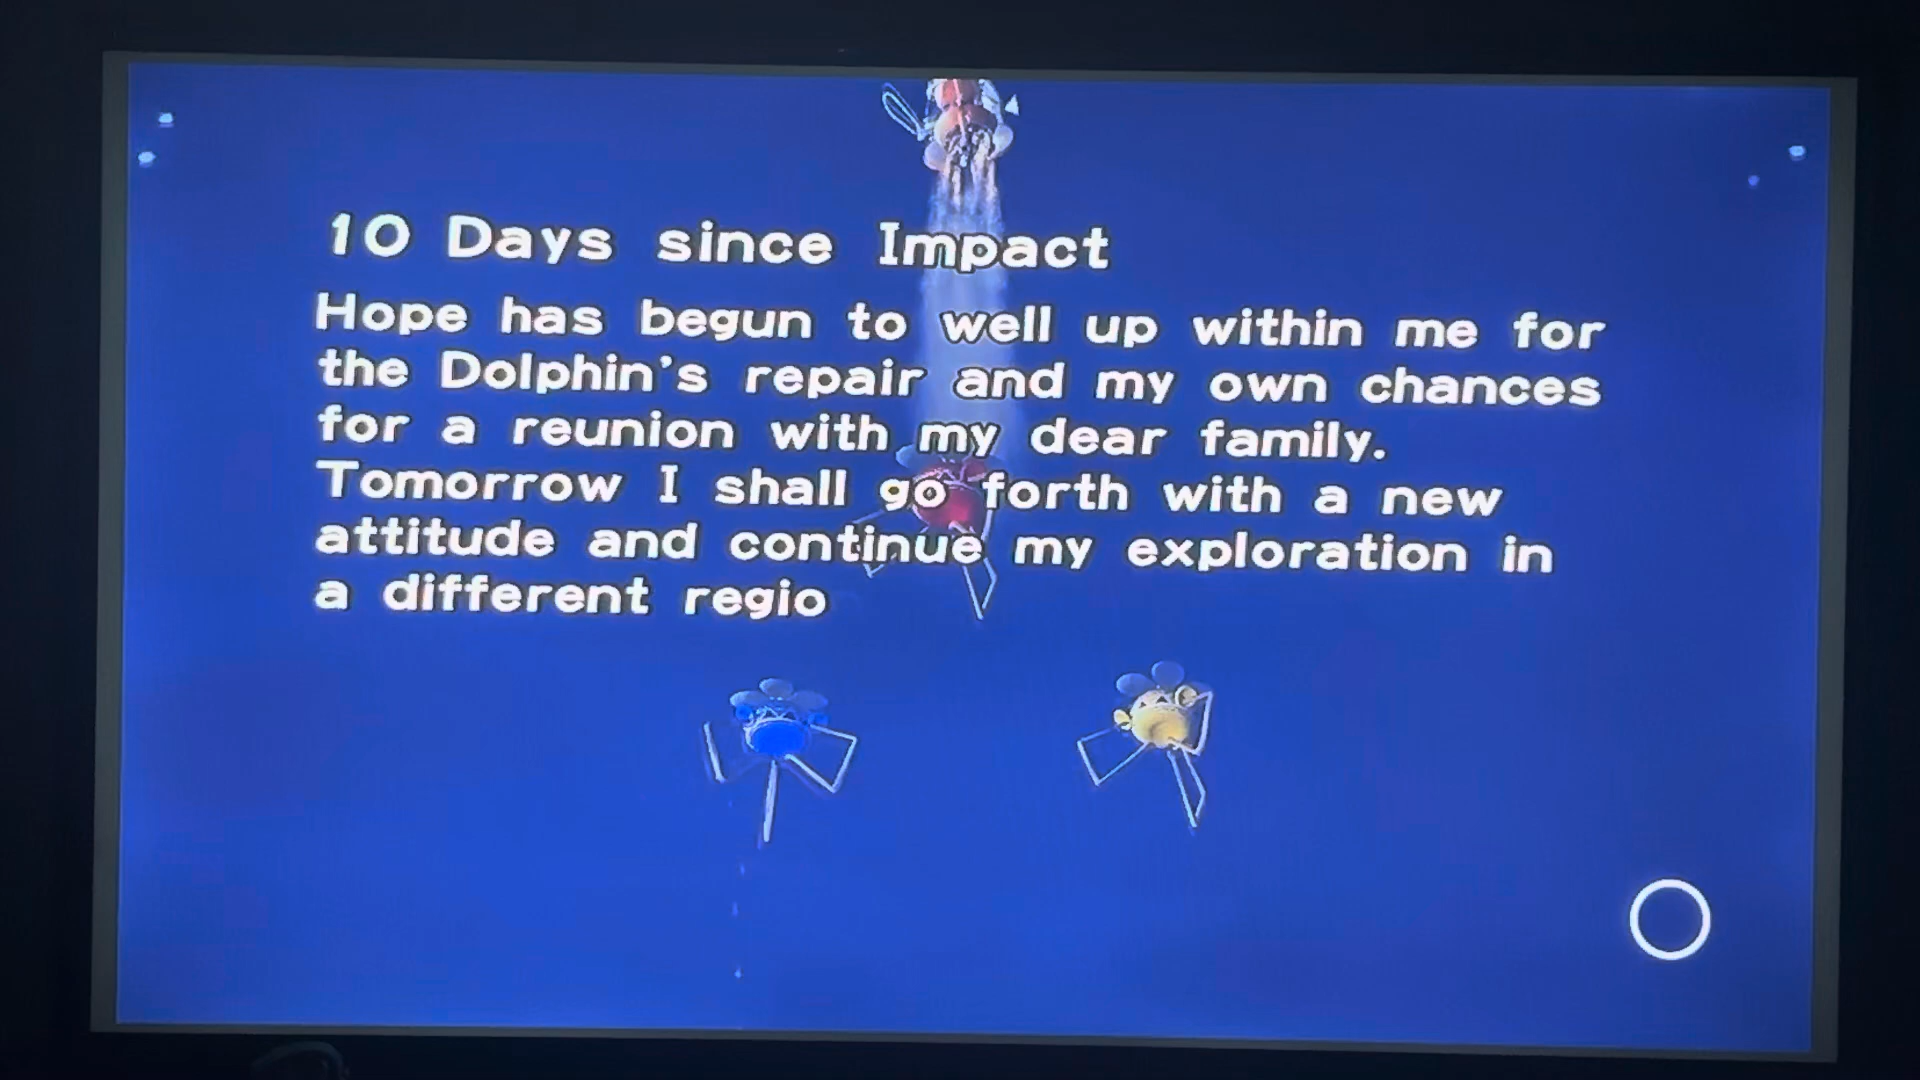 10 Days since Impact
Hope has begun to well up within me for
the Dolphin's repair and my own chances
for a reunion with my dear family.
Tomorrow I shall go forth with a new
attitude and continue my exploration in
a different regio